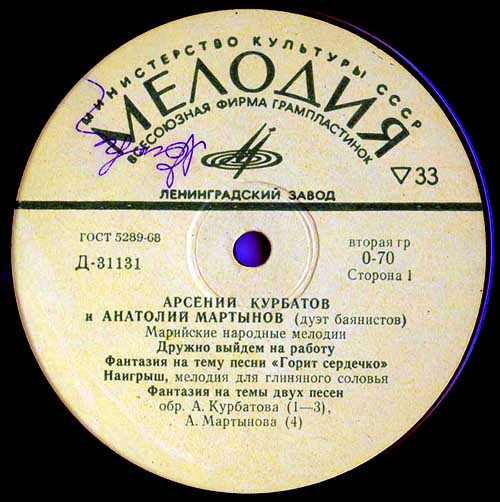 МИНИСТЕРСТВО КУЛЬТУРЫ СССР
МЕЛОДИЯ
ВСЕСОЮЗНАЯ ФИРМА ГРАМПЛАСТИНОК
▽33
ЛЕНИНГРАДСКИЙ ЗАВОД
ГОСТ 5289-68
Д-31131
вторая гр
0-70
Сторона 1
АРСЕНИЙ КУРБАТОВ
и АНАТОЛИЙ МАРТЫНОВ (дуэт баянистов)
Марийские народные мелодии
Дружно выйдем на работу
Фантазия на тему песни «Горит сердечко»
Наигрыш, мелодия для глиняного соловья
Фантазия на темы двух песен
обр. А. Курбатова (1—3),
А. Мартынова (4)